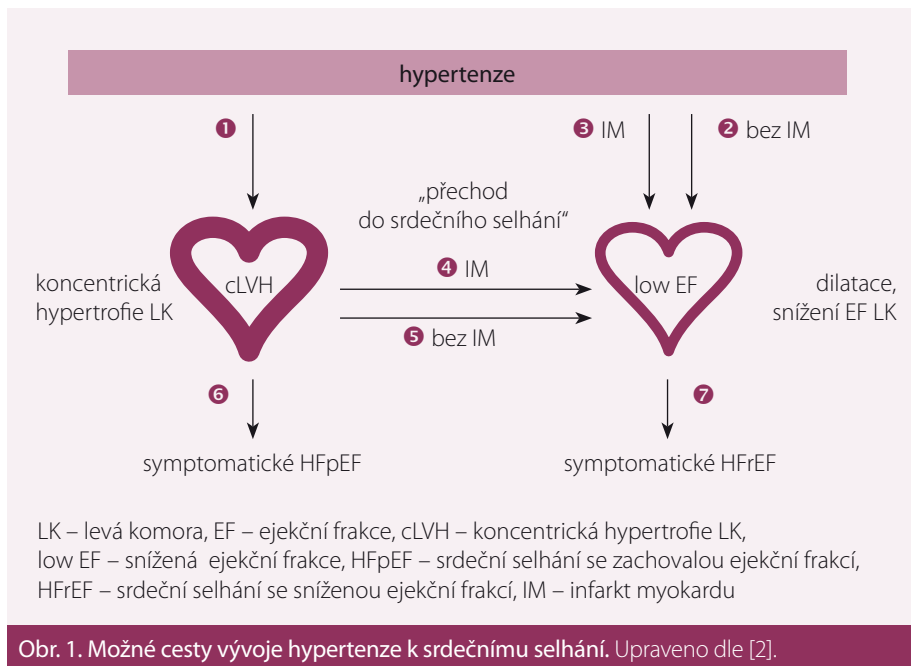 hypertenze
❶
❸ IM
❷ bez IM
„přechod
do srdečního selhání“
koncentrická
hypertrofie LK
cLVH
❹ IM
❺ bez IM
low EF
dilatace,
snížení EF LK
❻
❼
symptomatické HFpEF
symptomatické HFrEF
LK – levá komora, EF – ejekční frakce, cLVH – koncentrická hypertrofie LK,
low EF – snížená ejekční frakce, HFpEF – srdeční selhání se zachovalou ejekční frakcí,
HFrEF – srdeční selhání se sníženou ejekční frakcí, IM – infarkt myokardu
Obr. 1. Možné cesty vývoje hypertenze k srdečnímu selhání. Upraveno dle [2].